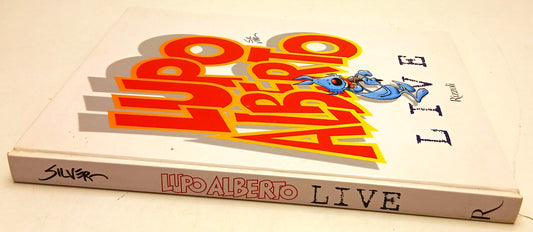 Silver
LUPO
ALBERTO
LIVE
Rizzoli
SILVER
LUPO ALBERTO LIVE
R